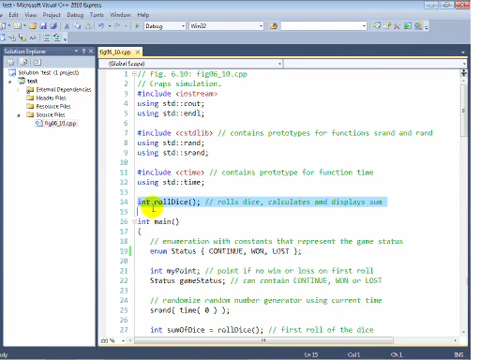 test - Microsoft Visual C++ 2010 Express
Edit View Project Debug Tools Window Help
Debug Win32
Solution Explorer
fig06_10.cpp
(Global Scope)
Solution 'test' (1 project)
test
External Dependencies
Header Files
Resource Files
Source Files
fig06_10.cpp
1 // Fig. 6.10: fig06_10.cpp
2 // Craps simulation.
3 #include <iostream>
4 using std::cout;
5 using std::endl;
6
7 #include <cstdlib> // contains prototypes for functions srand and rand
8 using std::rand;
9 using std::srand;
10
11 #include <ctime> // contains prototype for function time
12 using std::time;
13
14 int rollDice(); // rolls dice, calculates and displays sum
15
16 int main()
17 {
18 // enumeration with constants that represent the game status
19 enum Status { CONTINUE, WON, LOST };
20
21 int myPoint; // point if no win or loss on first roll
22 Status gameStatus; // can contain CONTINUE, WON or LOST
23
24 // randomize random number generator using current time
25 srand( time( 0 ) );
26
27 int sumOfDice = rollDice(); // first roll of the dice
100 %
Ln 15 Col 1 Ch 1 INS